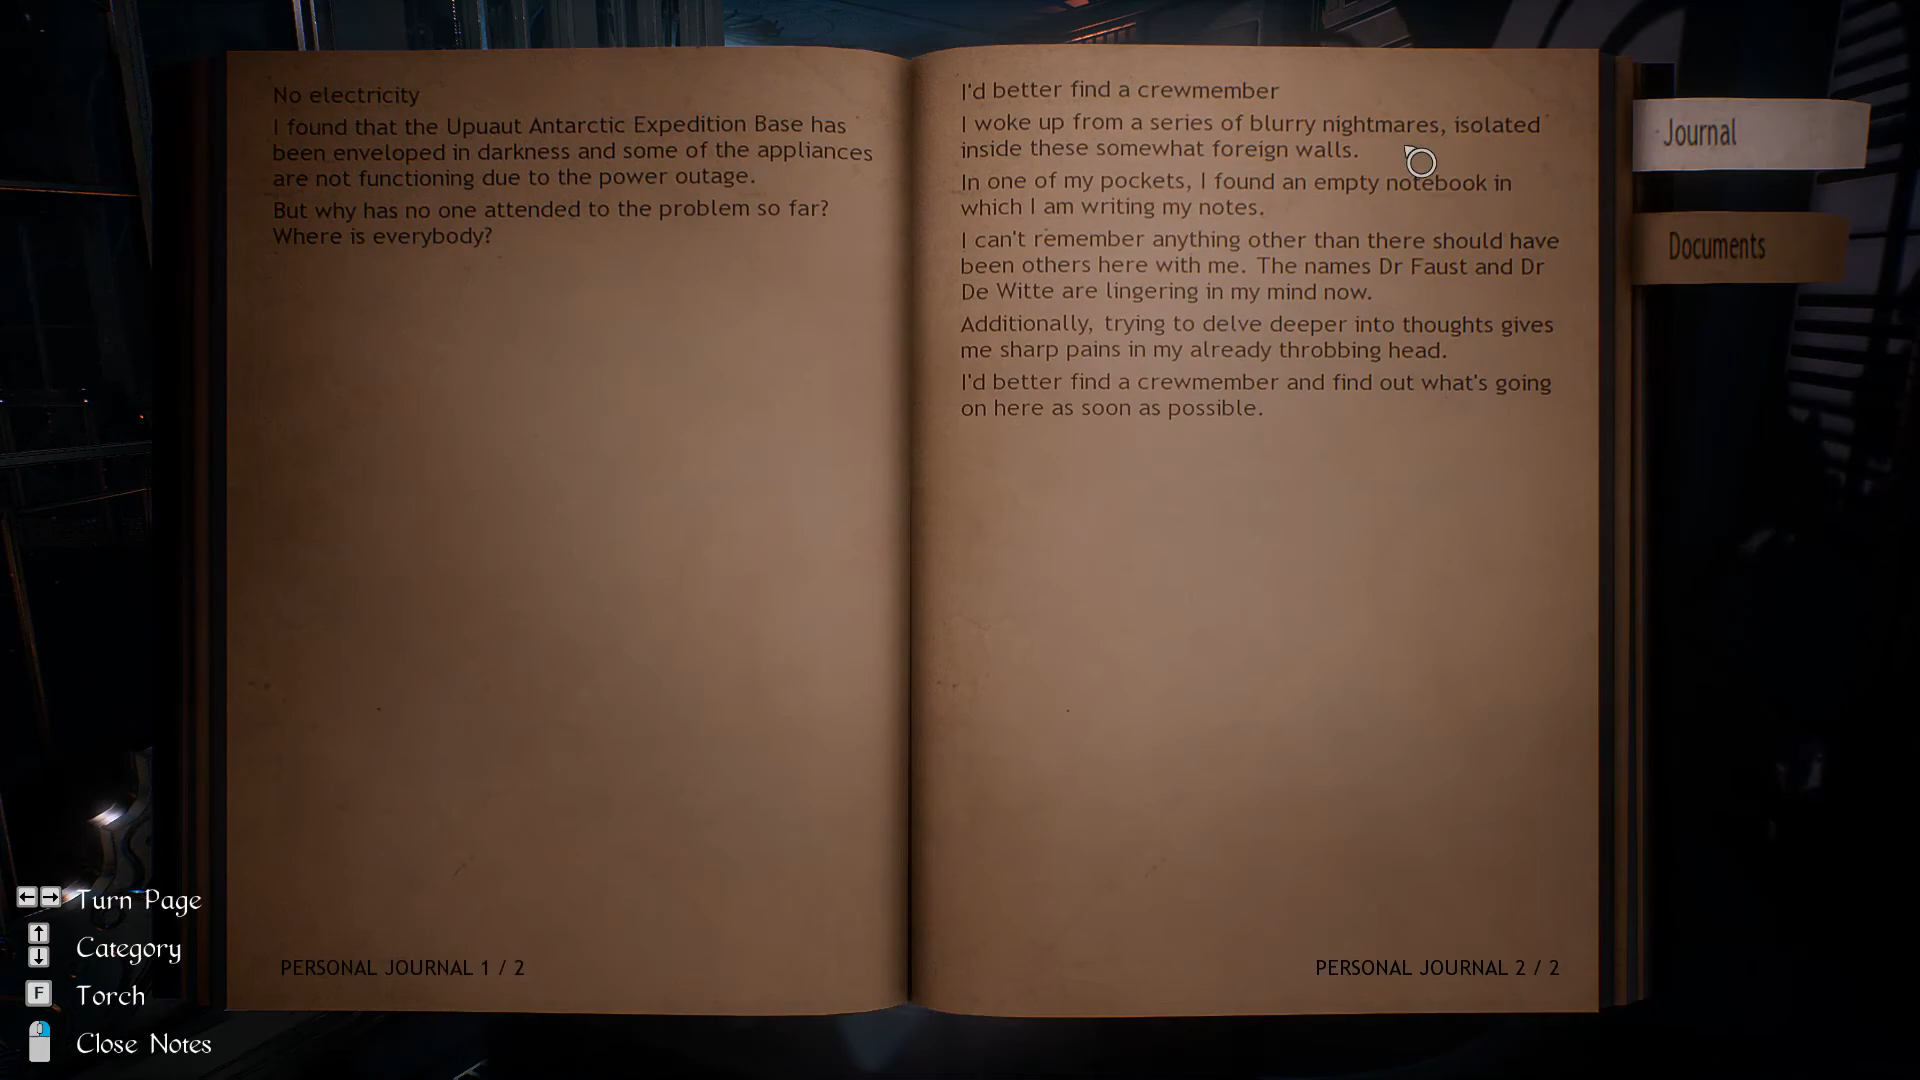 No electricity
I found that the Upuaut Antarctic Expedition Base has
been enveloped in darkness and some of the appliances
are not functioning due to the power outage.
But why has no one attended to the problem so far?
Where is everybody?
PERSONAL JOURNAL 1 / 2
I'd better find a crewmember
I woke up from a series of blurry nightmares, isolated
inside these somewhat foreign walls.
In one of my pockets, I found an empty notebook in
which I am writing my notes.
I can't remember anything other than there should have
been others here with me. The names Dr Faust and Dr
De Witte are lingering in my mind now.
Additionally, trying to delve deeper into thoughts gives
me sharp pains in my already throbbing head.
I'd better find a crewmember and find out what's going
on here as soon as possible.
PERSONAL JOURNAL 2 / 2
Journal
Documents
Turn Page
Category
F Torch
Close Notes